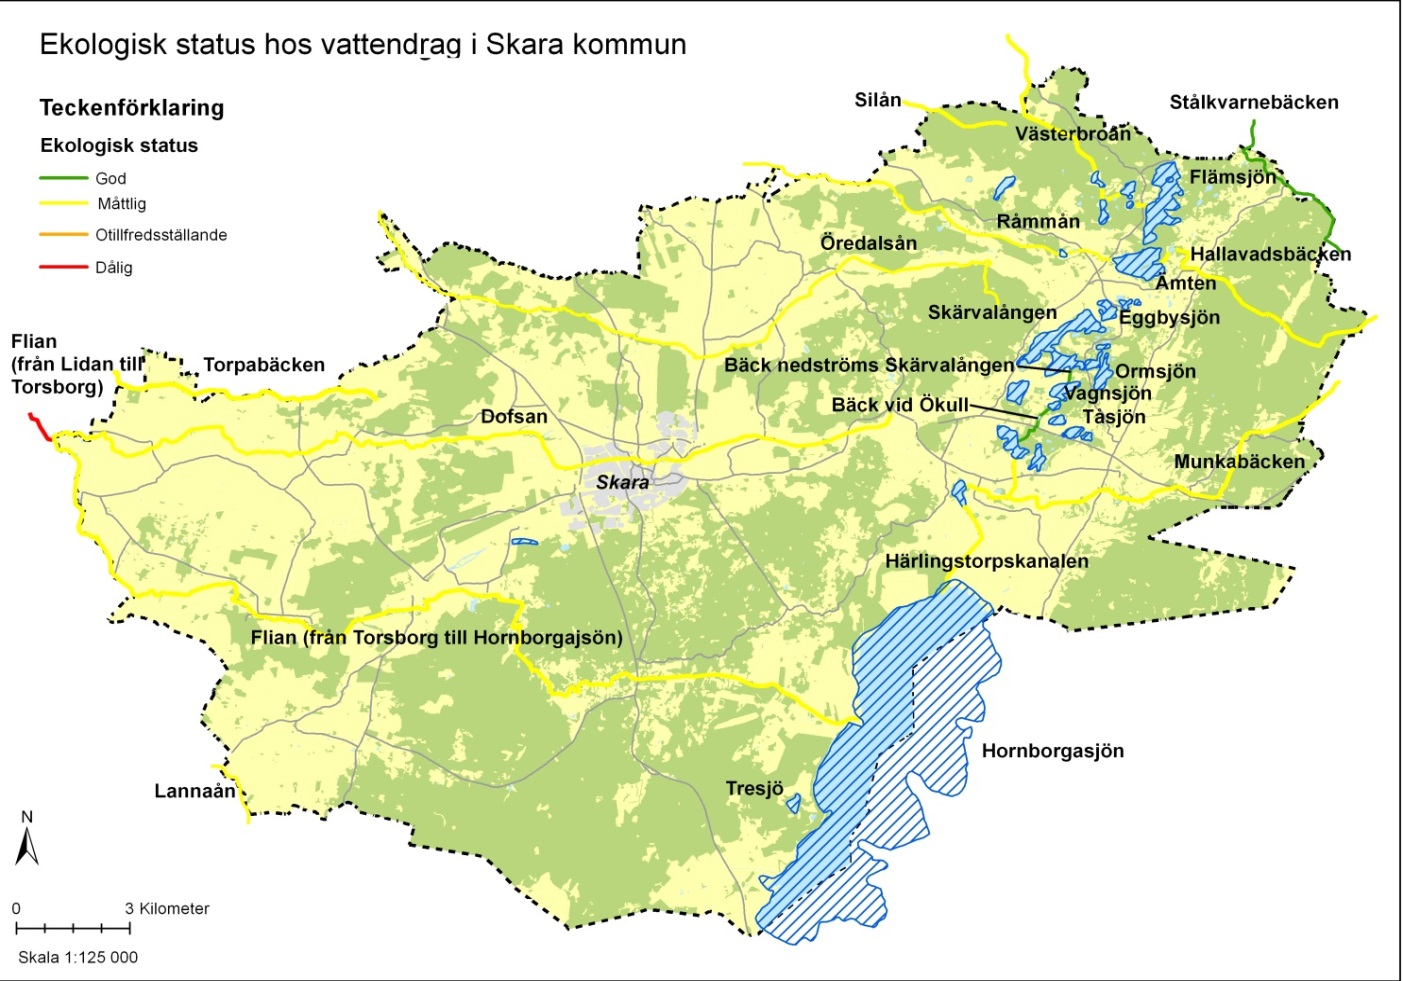 Ekologisk status hos vattendrag i Skara kommun
Teckenförklaring
Ekologisk status
God
Måttlig
Otillfredsställande
Dålig
Silån
Stålkvarnebäcken
Västerbroån
Flämsjön
Råmmån
Öredalsån
Hallavadsbäcken
Ämten
Skärvalången
Eggbysjön
Flian
(från Lidan till
Torsborg)
Torpabäcken
Bäck nedströms Skärvalången
Ormsjön
Vagnsjön
Bäck vid Ökull
Tåsjön
Dofsan
Munkabäcken
Skara
Härlingstorpskanalen
Flian (från Torsborg till Hornborgajsön)
Hornborgasjön
Tresjö
Lannaån
N
0 3 Kilometer
Skala 1:125 000